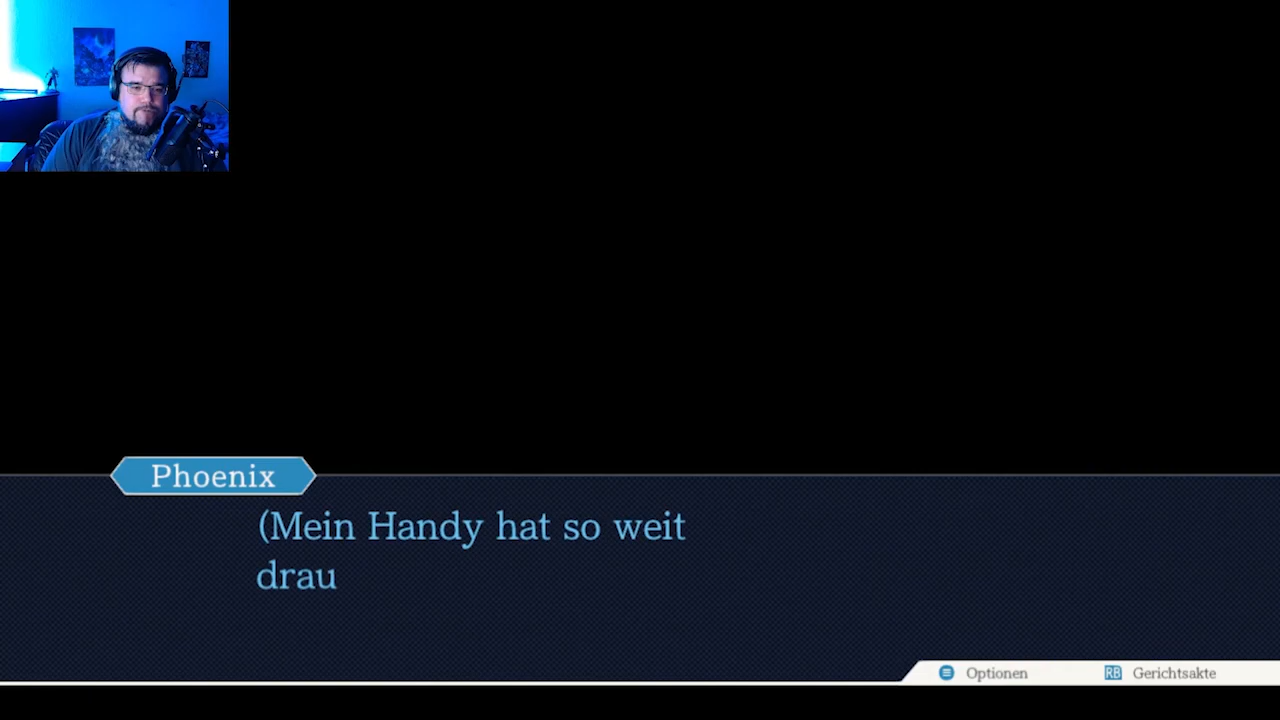 Phoenix
(Mein Handy hat so weit
drau
Optionen
RB Gerichtsakte